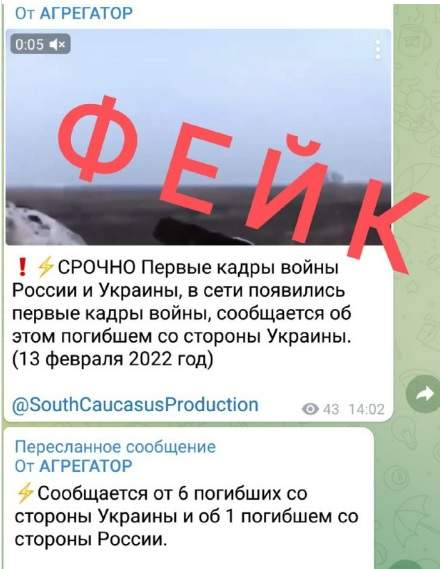 От АГРЕГАТОР
0:05
ФЕЙК
❗⚡СРОЧНО Первые кадры войны
России и Украины, в сети появились
первые кадры войны, сообщается об
этом погибшем со стороны Украины.
(13 февраля 2022 год)
@SouthCaucasusProduction
43 14:02
Пересланное сообщение
От АГРЕГАТОР
⚡Сообщается от 6 погибших со
стороны Украины и об 1 погибшем со
стороны России.